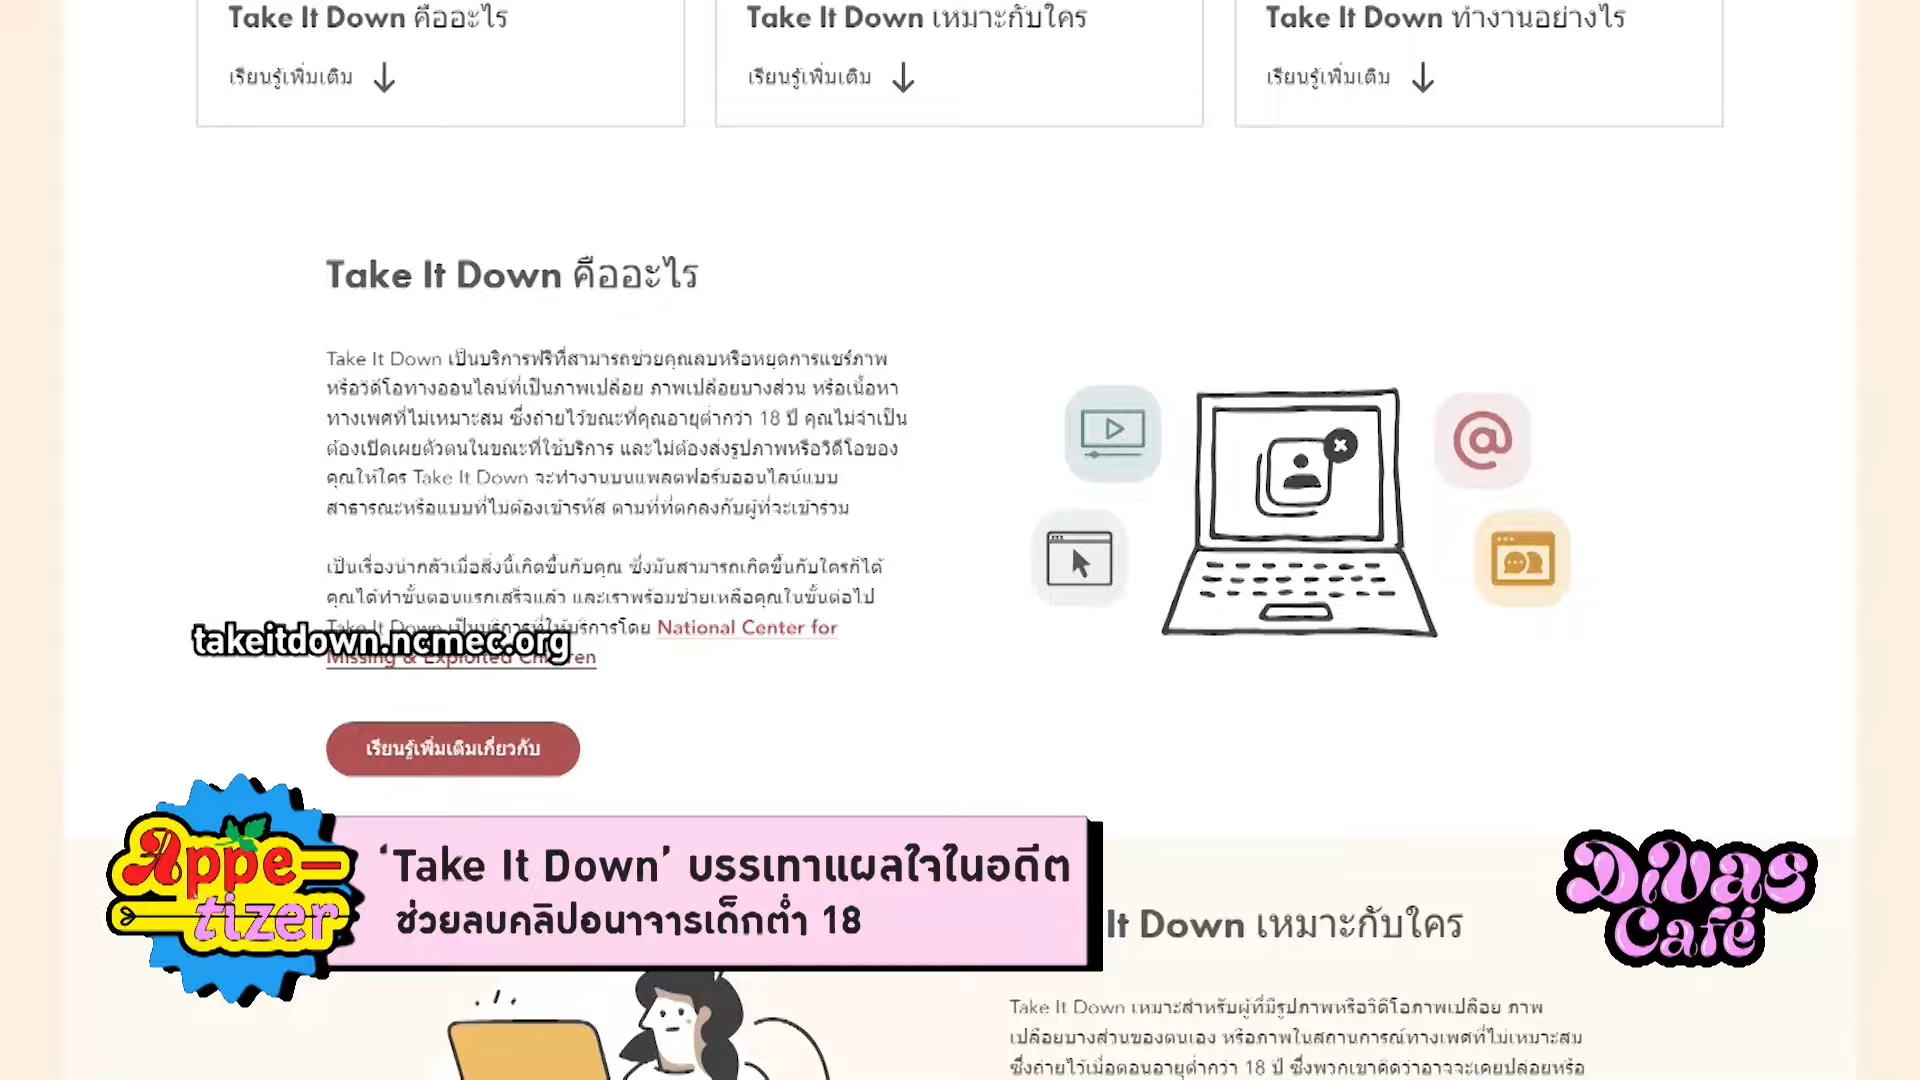 Take It Down คืออะไร
เรียนรู้เพิ่มเติม
Take It Down เหมาะกับใคร
เรียนรู้เพิ่มเติม
Take It Down ทำงานอย่างไร
เรียนรู้เพิ่มเติม
Take It Down คืออะไร
Take It Down เป็นบริการฟรีที่สามารถช่วยคุณลบหรือหยุดการแชร์ภาพ
หรือวิดีโอทางออนไลน์ที่เป็นภาพเปลือย ภาพเปลือยบางส่วน หรือเนื้อหา
ทางเพศที่ไม่เหมาะสม ซึ่งถ่ายไว้ขณะที่คุณอายุต่ำกว่า 18 ปี คุณไม่จำเป็น
ต้องเปิดเผยตัวตนในขณะที่ใช้บริการ และไม่ต้องส่งรูปภาพหรือวิดีโอของ
คุณให้ใคร Take It Down จะทำงานบนแพลตฟอร์มออนไลน์แบบ
สาธารณะหรือแบบที่ไม่ต้องเข้ารหัส ตามที่ที่ตกลงกับผู้ที่จะเข้าร่วม
เป็นเรื่องน่ากลัวเมื่อสิ่งนี้เกิดขึ้นกับคุณ ซึ่งมันสามารถเกิดขึ้นกับใครก็ได้
คุณได้ทำขั้นตอนแรกเสร็จแล้ว และเราพร้อมช่วยเหลือคุณในขั้นต่อไป
Take It Down เป็นบริการที่ให้บริการโดย National Center for
Missing & Exploited Children
takeitdown.ncmec.org
เรียนรู้เพิ่มเติมเกี่ยวกับ
Appe-
tizer
'Take It Down' บรรเทาแผลใจในอดีต
ช่วยลบคลิปอนาจารเด็กต่ำ 18
It Down เหมาะกับใคร
Divas
Café
Take It Down เหมาะสำหรับผู้ที่มีรูปภาพหรือวิดีโอภาพเปลือย ภาพ
เปลือยบางส่วนของตนเอง หรือภาพในสถานการณ์ทางเพศที่ไม่เหมาะสม
ซึ่งถ่ายไว้เมื่อตอนอายุต่ำกว่า 18 ปี ซึ่งพวกเขาคิดว่าอาจจะเคยปล่อยหรือ